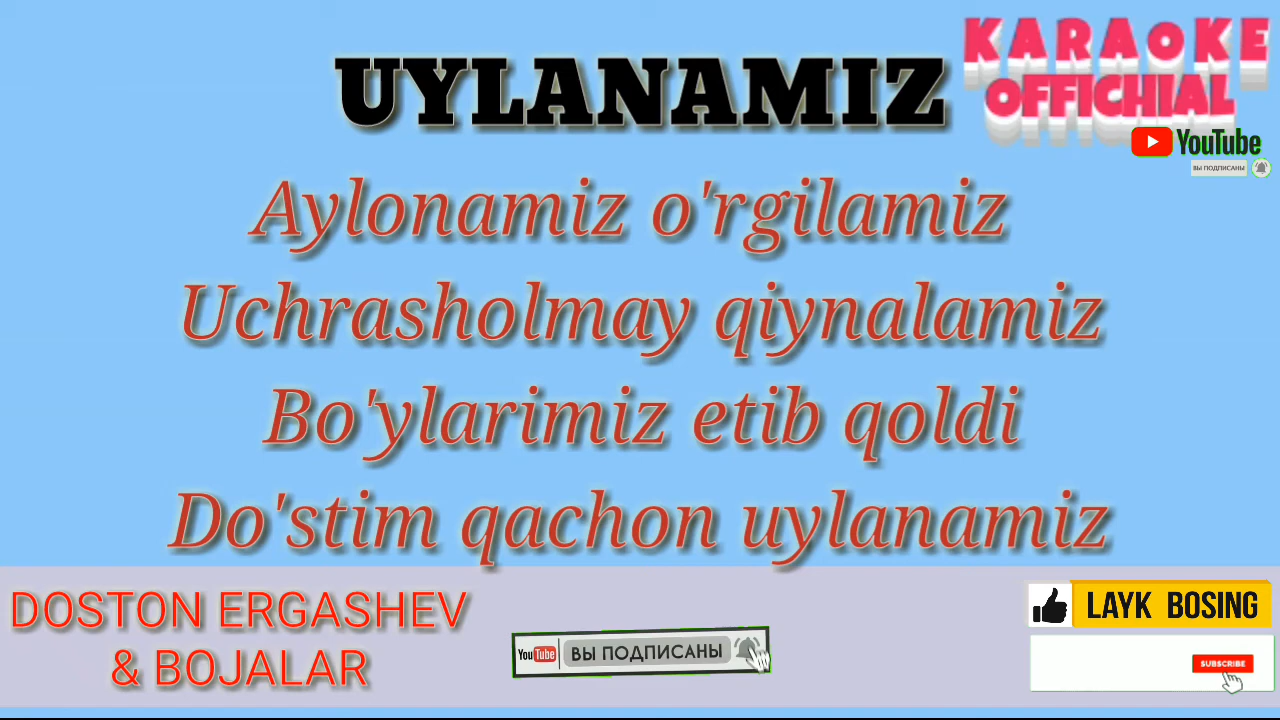 UYLANAMIZ
KARAoKE
OFFICHIAL
YouTube
ВЫ ПОДПИСАНЫ
Aylonamiz o'rgilamiz
Uchrasholmay qiynalamiz
Bo'ylarimiz etib qoldi
Do'stim qachon uylanamiz
DOSTON ERGASHEV
& BOJALAR
YouTube ВЫ ПОДПИСАНЫ
LAYK BOSING
SUBSCRIBE